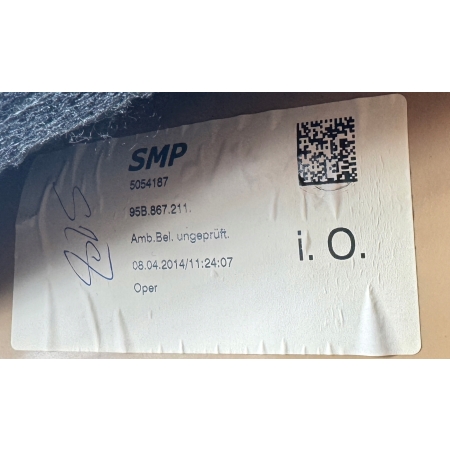 SMP
5054187
95B.867.211.
Amb.Bel. ungeprüft.
i. O.
08.04.2014/11:24:07
Oper